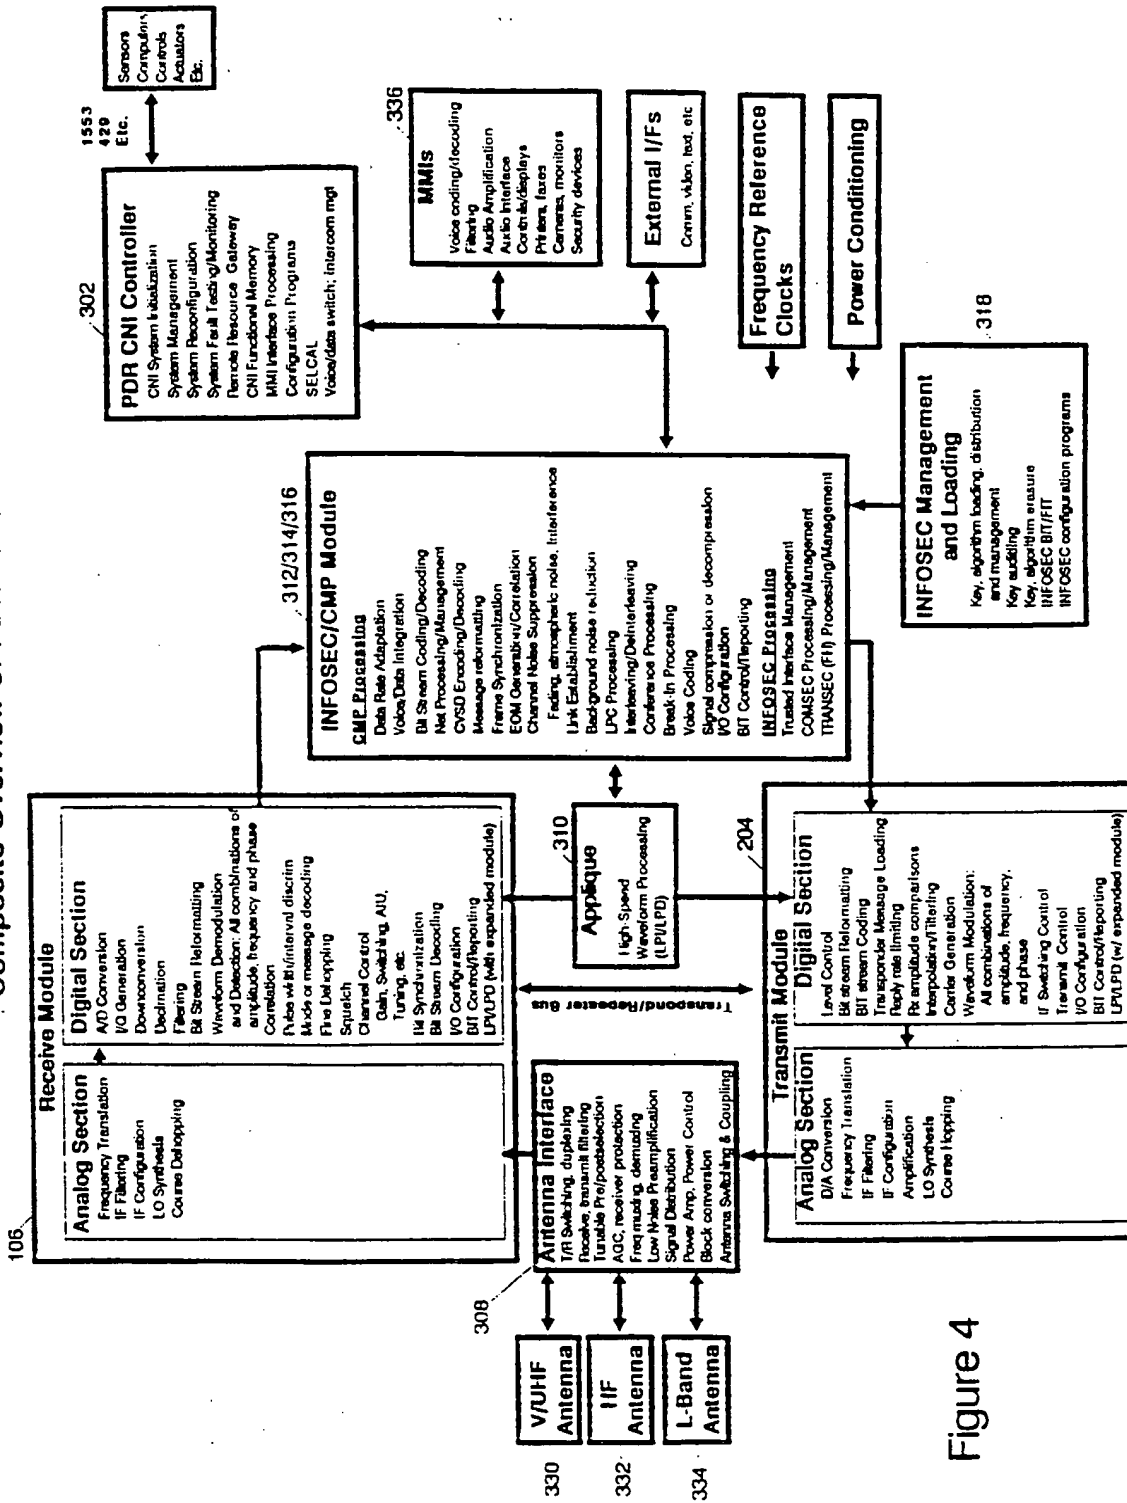 106
Receive Module
Analog Section
Frequency Translation
IF Filtering
IF Configuration
LO Synthesis
Course Dehopping
Digital Section
A/D Conversion
I/Q Generation
Downconversion
Decimation
Filtering
Bit Stream Reformatting
Waveform Demodulation
and Detection: All combinations of
amplitude, frequency and phase
Correlation
Pulse width/interval discrim
Mode or message decoding
Fine Dehopping
Squelch
Channel Control
Gain, Switching, AIU,
Tuning, etc.
Bit Synchronization
Bit Stream Decoding
I/O Configuration
BIT Control/Reporting
LPI/LPD (with expanded module)
308
Antenna Interface
T/R Switching, duplexing
Receive, transmit filtering
Tunable Pre/postselection
AGC, receiver protection
Freq muxing, demuxing
Low Noise Preamplification
Signal Distribution
Power Amp, Power Control
Block conversion
Antenna Switching & Coupling
V/UHF
Antenna
330
HF
Antenna
332
L-Band
Antenna
334
Transpond/Repeater Bus
310
Applique
High-Speed
Waveform Processing
(LPI/LPD)
204
Transmit Module
Analog Section
D/A Conversion
Frequency Translation
IF Filtering
IF Configuration
Amplification
LO Synthesis
Course Hopping
Digital Section
Level Control
Bit stream Reformatting
BIT stream Coding
Transponder Message Loading
Reply rate limiting
Rx amplitude comparisons
Interpolation/Filtering
Carrier Generation
Waveform Modulation:
All combinations of
amplitude, frequency,
and phase
IF Switching Control
Transmit Control
I/O Configuration
BIT Control/Reporting
LPI/LPD (w/ expanded module)
312/314/316
INFOSEC/CMP Module
CMP Processing
Data Rate Adaptation
Voice/Data Integration
Bit Stream Coding/Decoding
Net Processing/Management
CVSD Encoding/Decoding
Message reformatting
Frame Synchronization
EOM Generation/Correlation
Channel Noise Suppression
Fading, atmospheric noise, Interference
Link Establishment
Background noise reduction
LPC Processing
Interleaving/Deinterleaving
Conference Processing
Break-In Processing
Voice Coding
Signal compression or decompression
I/O Configuration
BIT Control/Reporting
INFOSEC Processing
Trusted Interface Management
COMSEC Processing/Management
TRANSEC (FH) Processing/Management
302
PDR CNI Controller
CNI System Initialization
System Management
System Reconfiguration
System Fault Testing/Monitoring
Remote Resource Gateway
CNI Functional Memory
MMI Interface Processing
Configuration Programs
SELCAL
Voice/data switch; intercom mgt
1553
429
Etc.
Sensors
Computers
Controls
Actuators
Etc.
336
MMIs
Voice coding/decoding
Filtering
Audio Amplification
Audio Interface
Controls/displays
Printers, faxes
Cameras, monitors
Security devices
External I/Fs
Comm, video, text, etc
Frequency Reference
Clocks
Power Conditioning
318
INFOSEC Management
and Loading
Key, algorithm loading, distribution
and management
Key auditing
Key, algorithm erasure
INFOSEC BIT/FIT
INFOSEC configuration programs
Figure 4